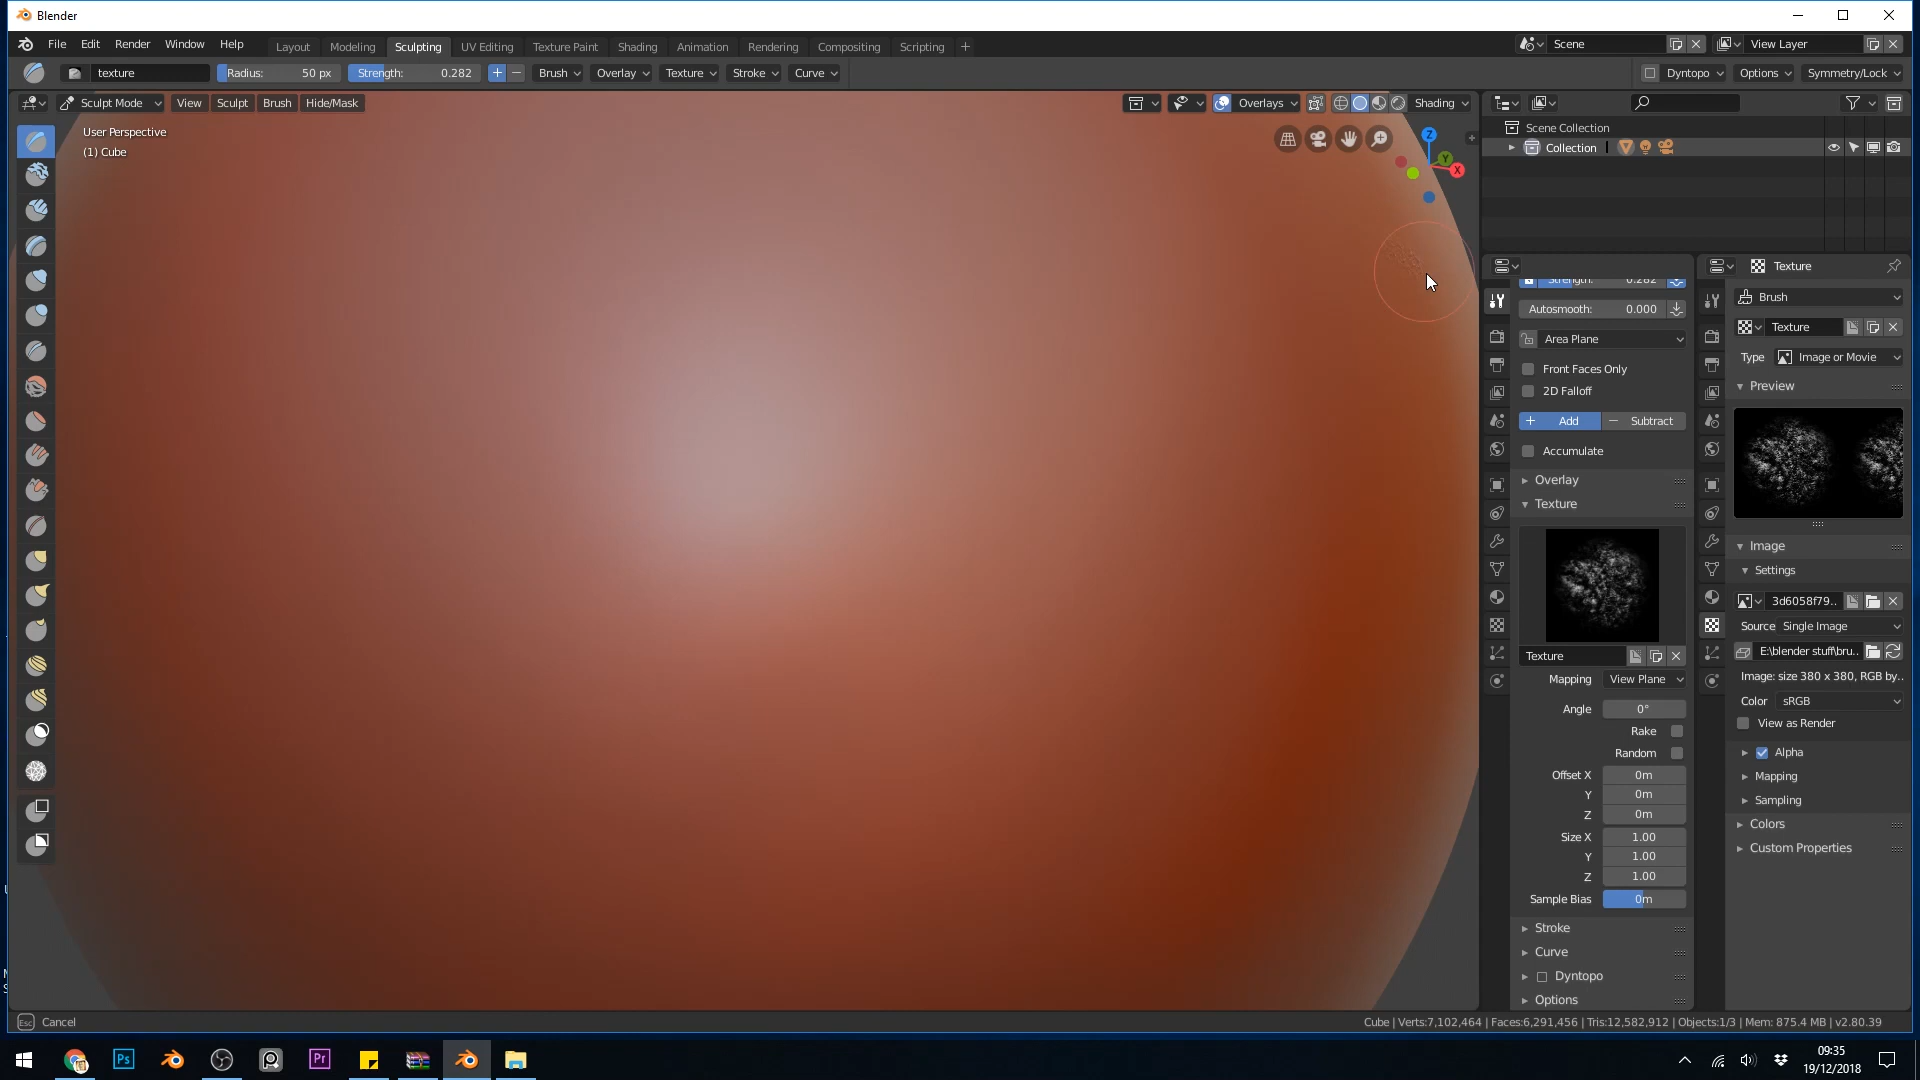 Blender
File Edit Render Window Help
Layout Modeling Sculpting UV Editing Texture Paint Shading Animation Rendering Compositing Scripting +
Scene View Layer
texture Radius: 50 px Strength: 0.282 Brush Overlay Texture Stroke Curve
Dyntopo Options Symmetry/Lock
Sculpt Mode View Sculpt Brush Hide/Mask
Overlays Shading
User Perspective
(1) Cube
Z
Y
X
Scene Collection
Collection
Strength: 0.282
Autosmooth: 0.000
Area Plane
Front Faces Only
2D Falloff
+ Add − Subtract
Accumulate
Overlay
Texture
Texture
Mapping View Plane
Angle 0°
Rake
Random
Offset X 0m
Y 0m
Z 0m
Size X 1.00
Y 1.00
Z 1.00
Sample Bias 0m
Stroke
Curve
Dyntopo
Options
Texture
Brush
Texture
Type Image or Movie
Preview
Image
Settings
3d6058f79..
Source Single Image
E:\blender stuff\bru..
Image: size 380 x 380, RGB by..
Color sRGB
View as Render
Alpha
Mapping
Sampling
Colors
Custom Properties
Esc Cancel
Cube | Verts:7,102,464 | Faces:6,291,456 | Tris:12,582,912 | Objects:1/3 | Mem: 875.4 MB | v2.80.39
Ps
Pr
09:35
19/12/2018